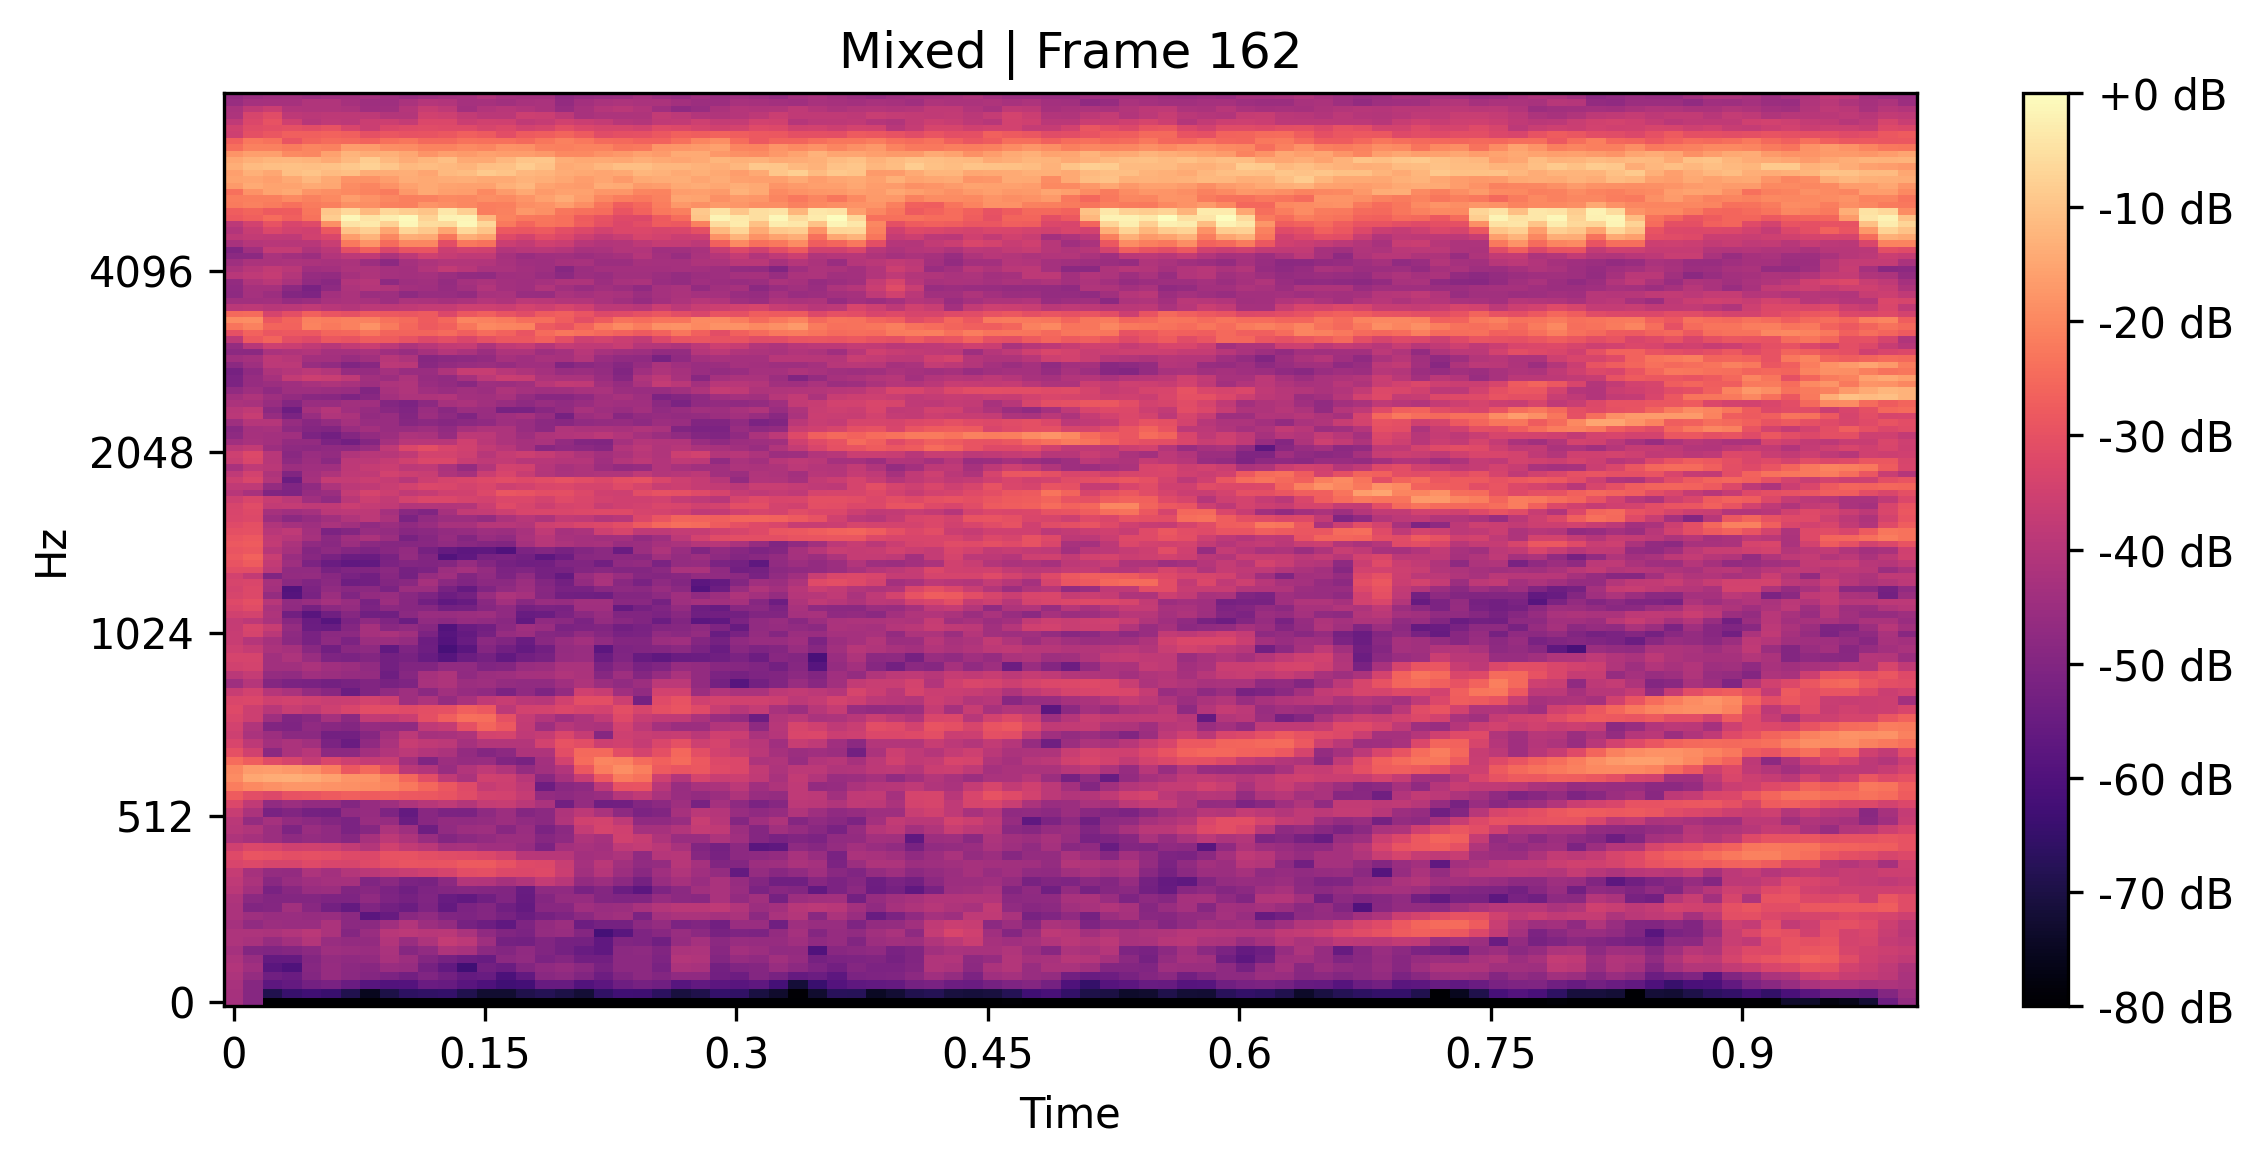 Mixed | Frame 162
+0 dB
-10 dB
-20 dB
-30 dB
-40 dB
-50 dB
-60 dB
-70 dB
-80 dB
4096
2048
1024
512
0
Hz
0 0.15 0.3 0.45 0.6 0.75 0.9
Time